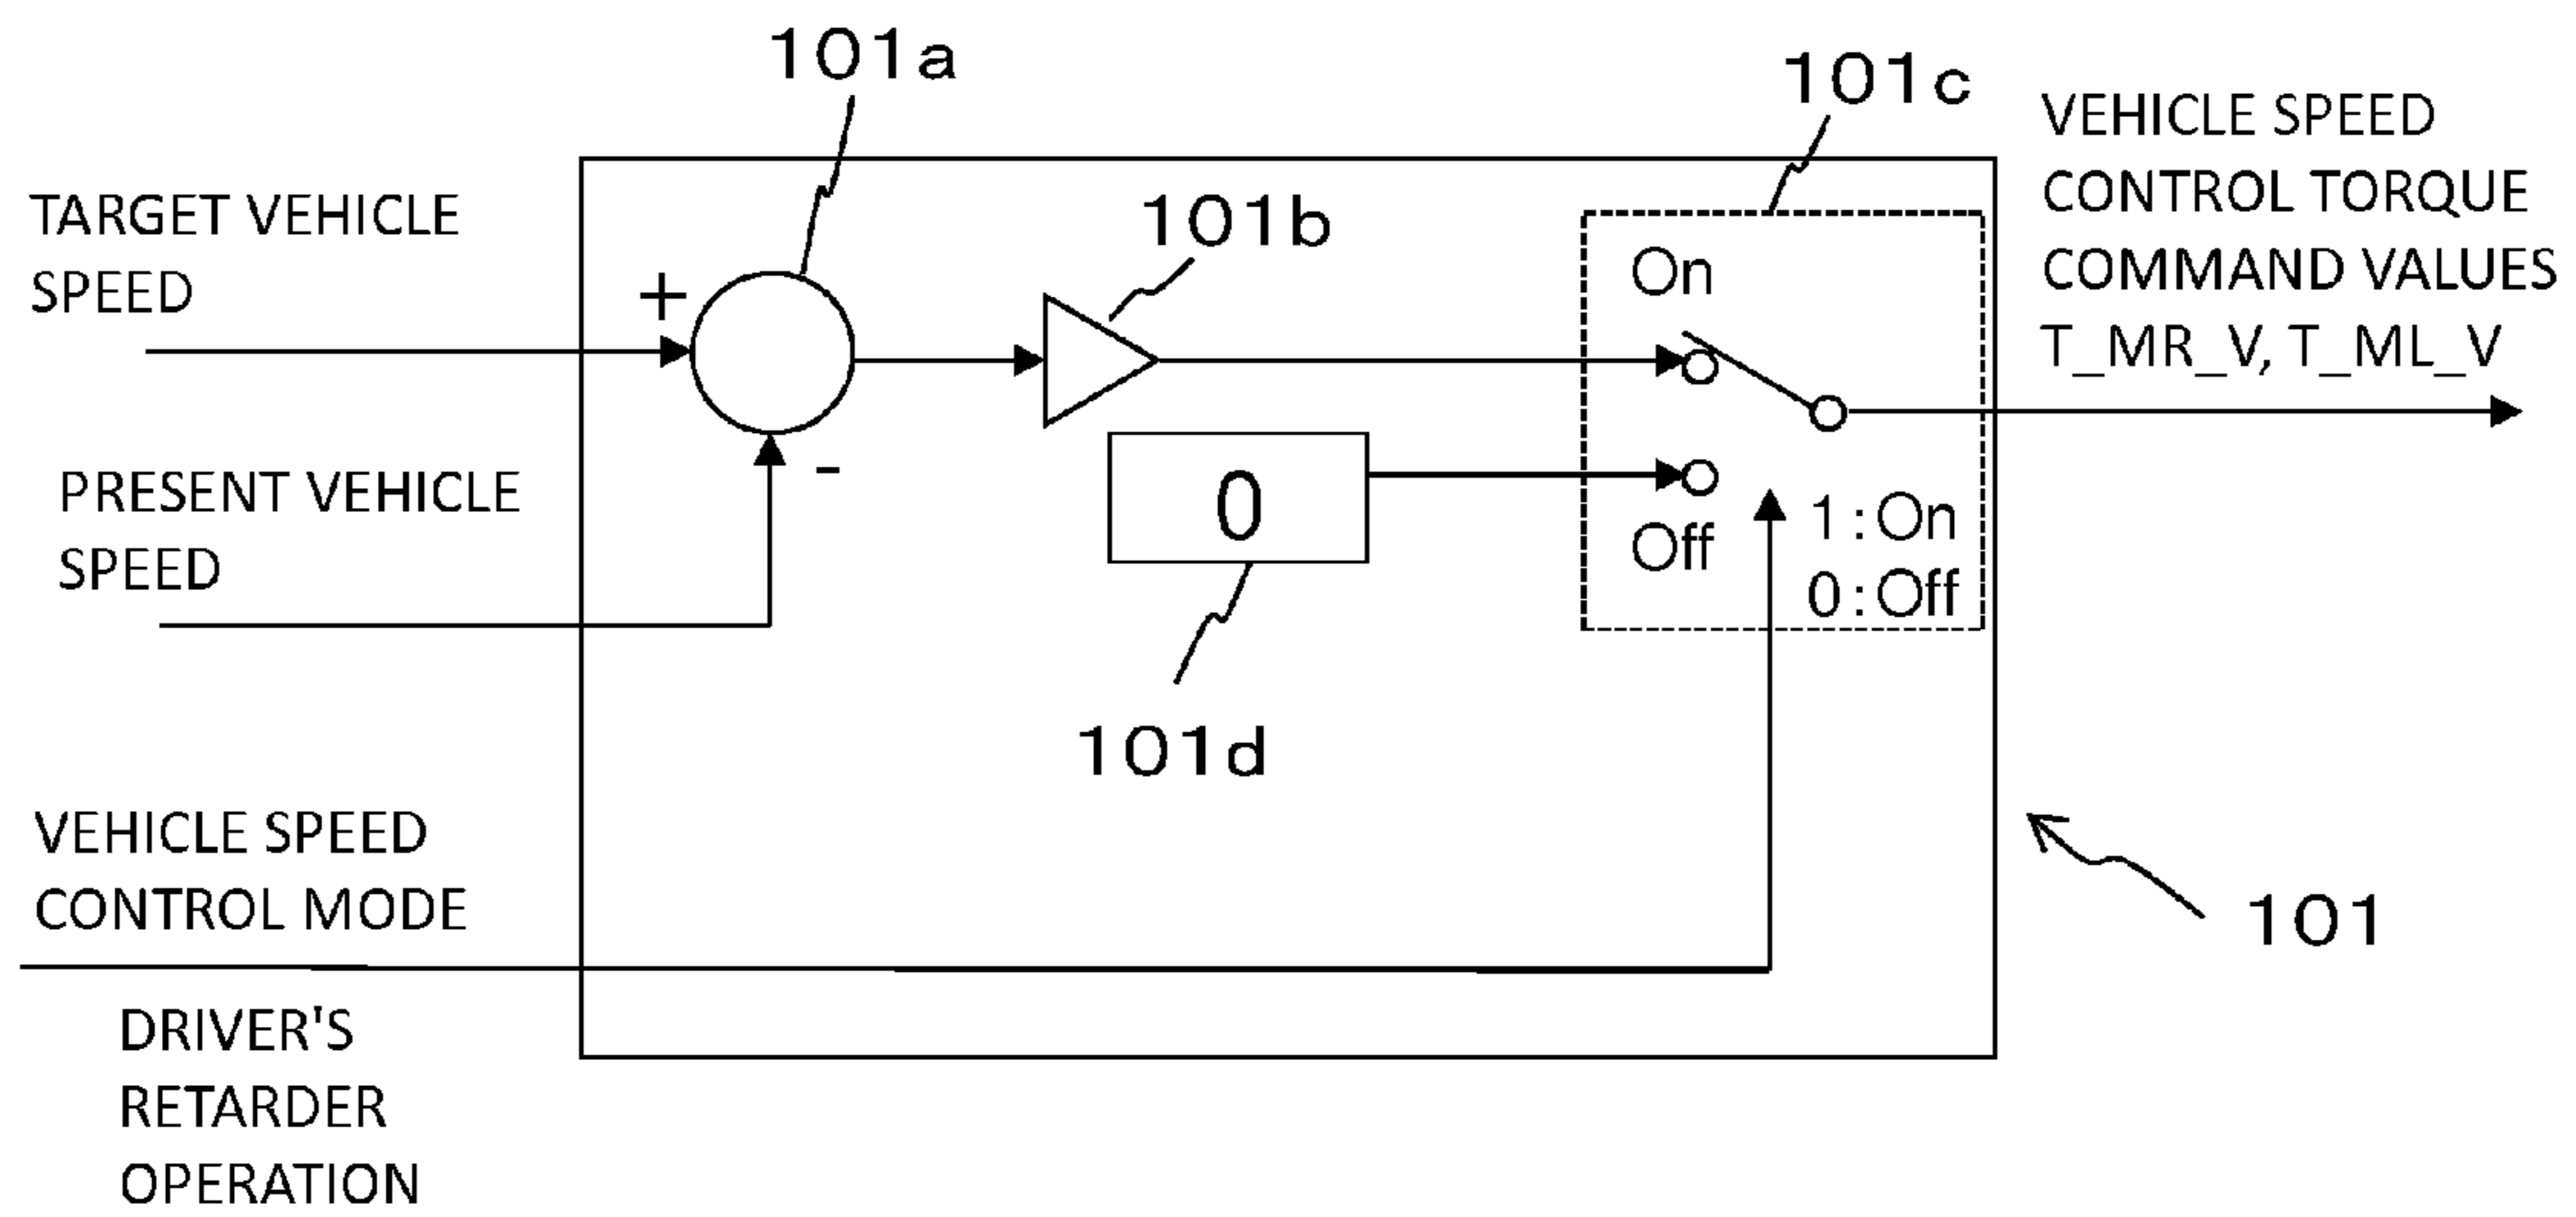 101a
101c
VEHICLE SPEED
CONTROL TORQUE
COMMAND VALUES
T_MR_V, T_ML_V
TARGET VEHICLE
SPEED
+
101b
On
PRESENT VEHICLE
SPEED
-
0
Off
1:On
0:Off
101d
VEHICLE SPEED
CONTROL MODE
101
DRIVER'S
RETARDER
OPERATION